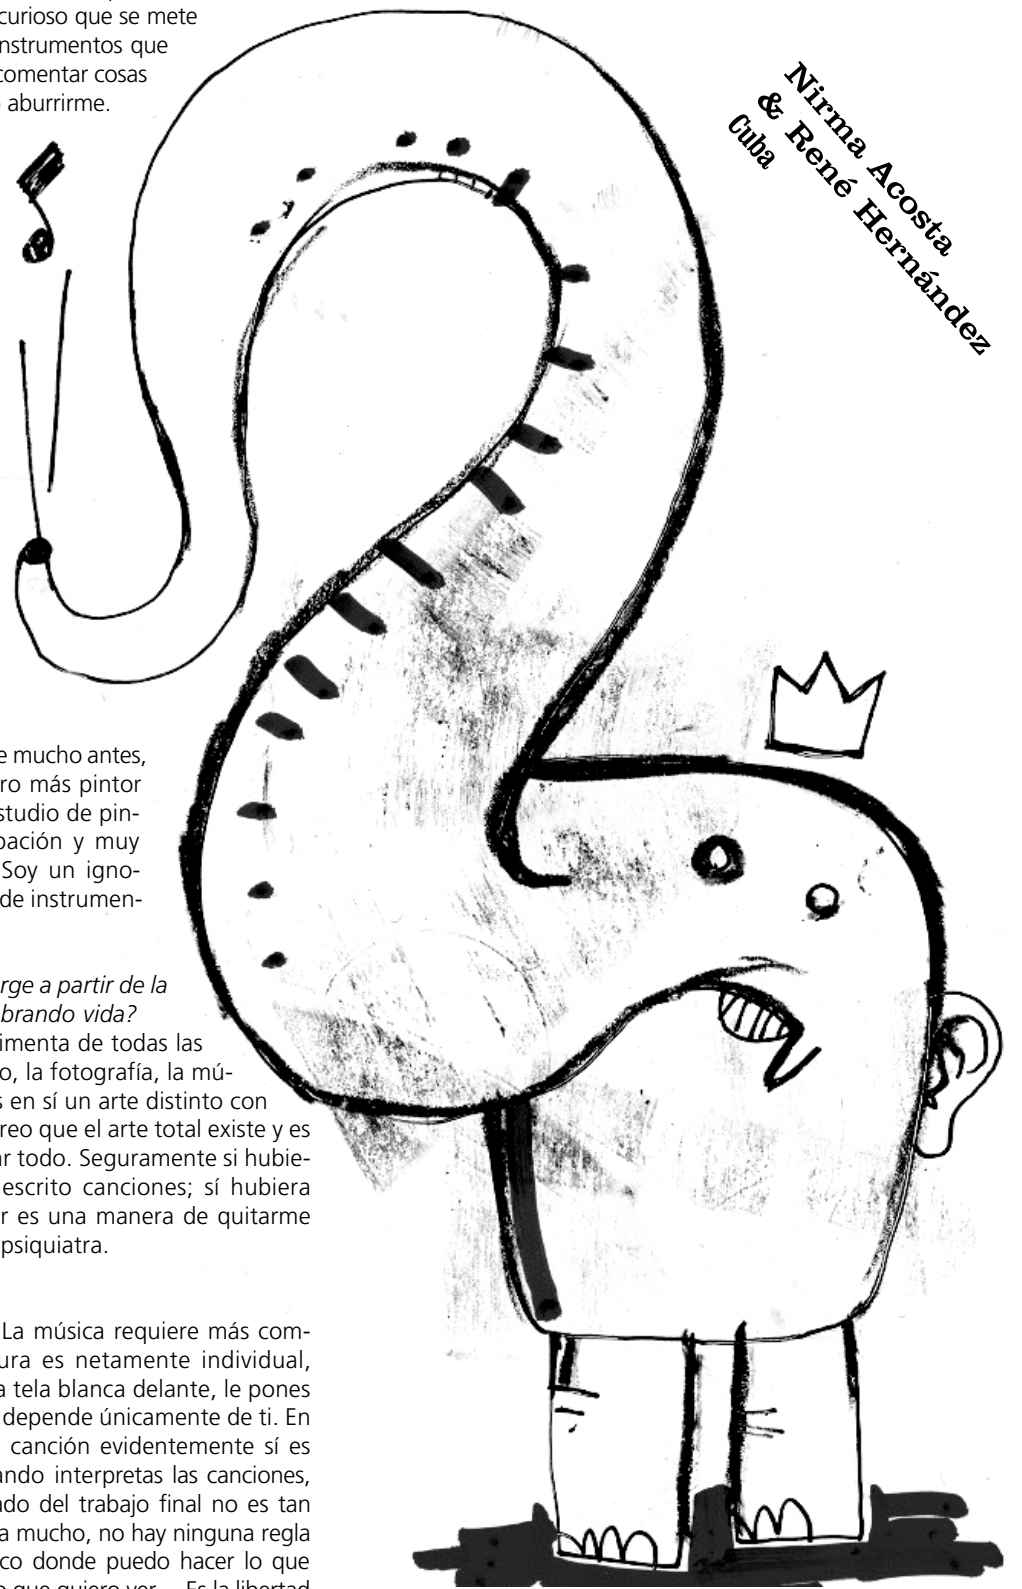 curioso que se mete
nstrumentos que
comentar cosas
aburrirme.
Nirma Acosta
& René Hernández
Cuba
e mucho antes,
ro más pintor
studio de pin-
pación y muy
Soy un igno-
de instrumen-
rge a partir de la
brando vida?
imenta de todas las
o, la fotografía, la mú-
s en sí un arte distinto con
reo que el arte total existe y es
ar todo. Seguramente si hubie-
escrito canciones; sí hubiera
r es una manera de quitarme
psiquiatra.
La música requiere más com-
ura es netamente individual,
a tela blanca delante, le pones
depende únicamente de ti. En
canción evidentemente sí es
ando interpretas las canciones,
ado del trabajo final no es tan
a mucho, no hay ninguna regla
co donde puedo hacer lo que
o que quiero ver... Es la libertad